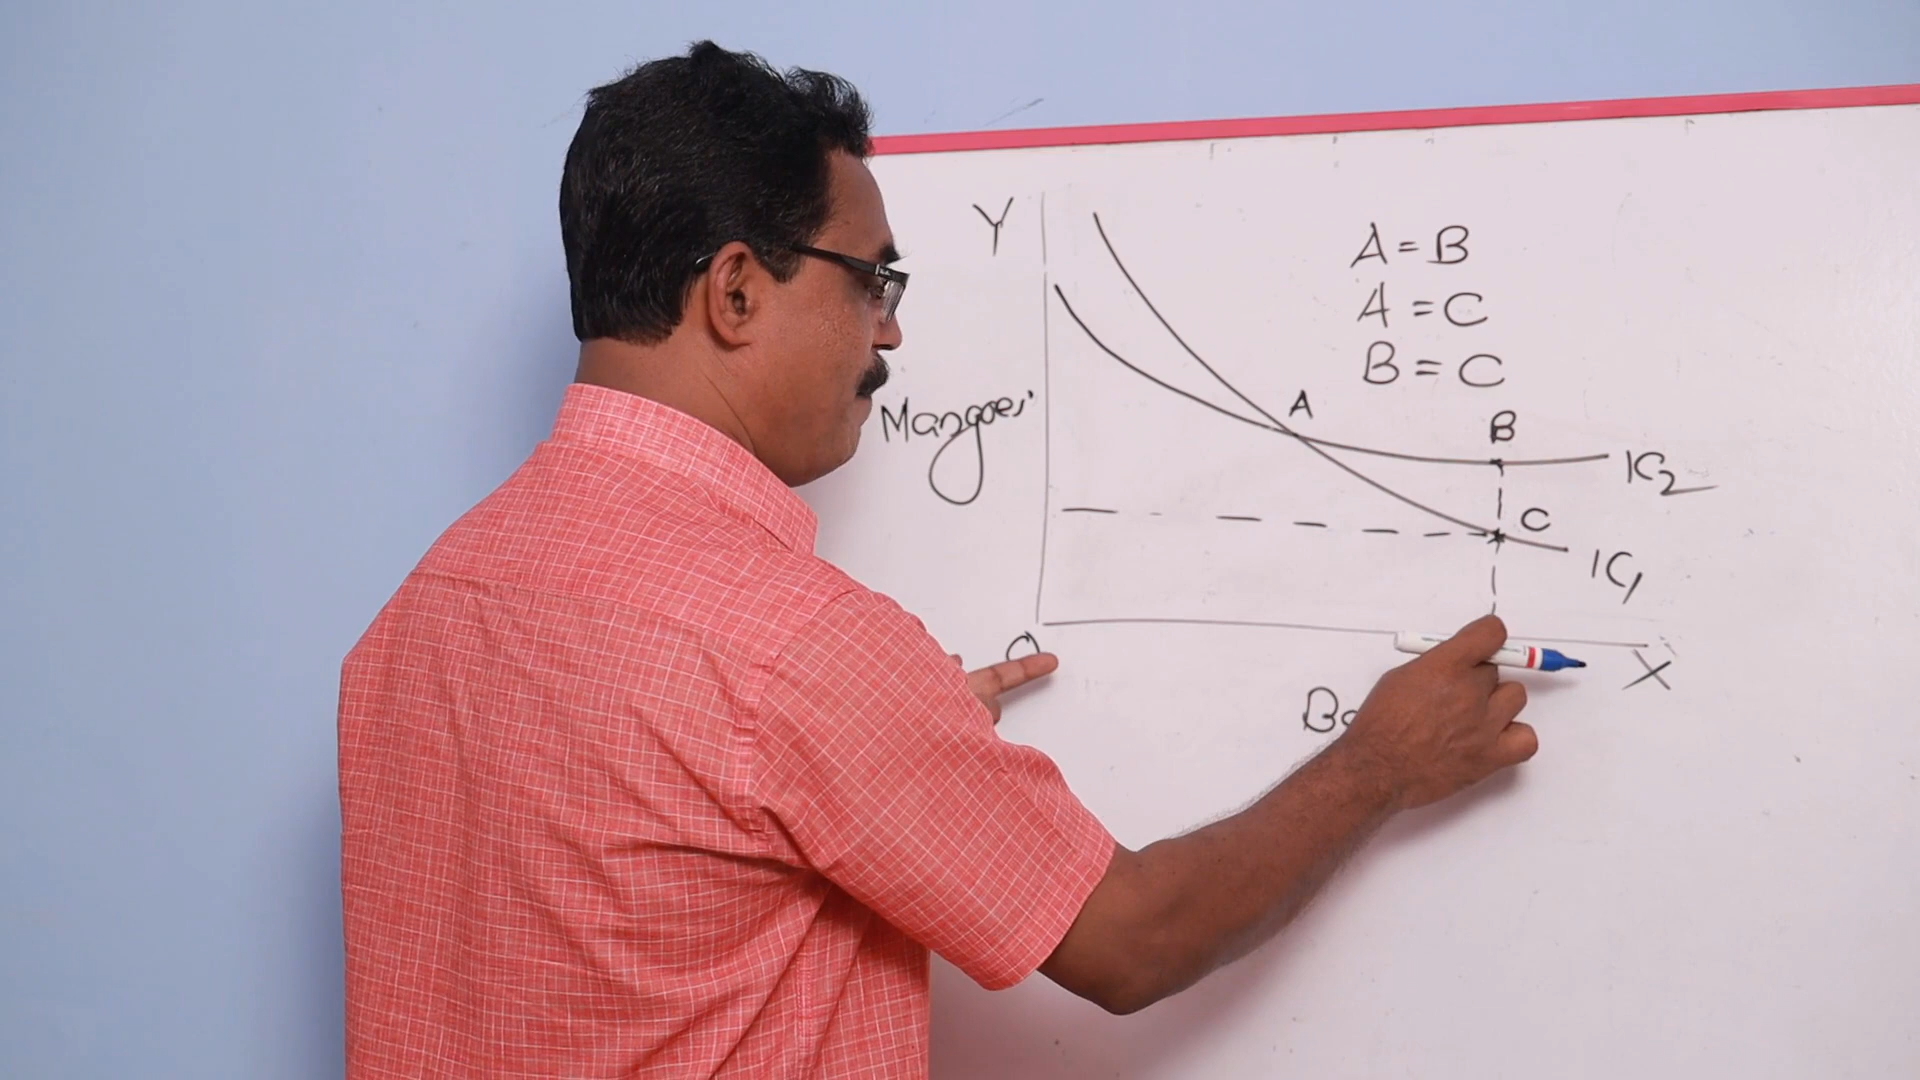 Y
A = B
A = C
B = C
Mangoes
A
B
IC2
C
IC1
O
X